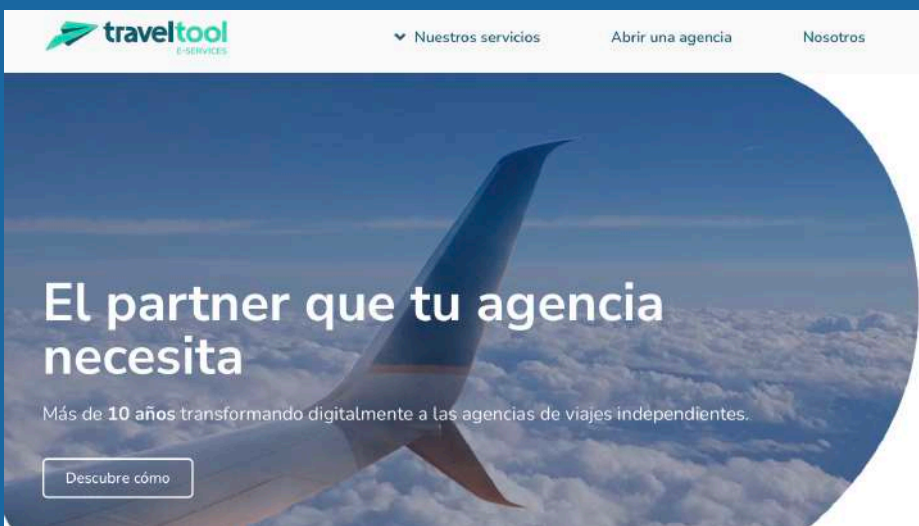 traveltool
E-SERVICES
Nuestros servicios
Abrir una agencia
Nosotros
El partner que tu agencia
necesita
Más de 10 años transformando digitalmente a las agencias de viajes independientes.
Descubre cómo